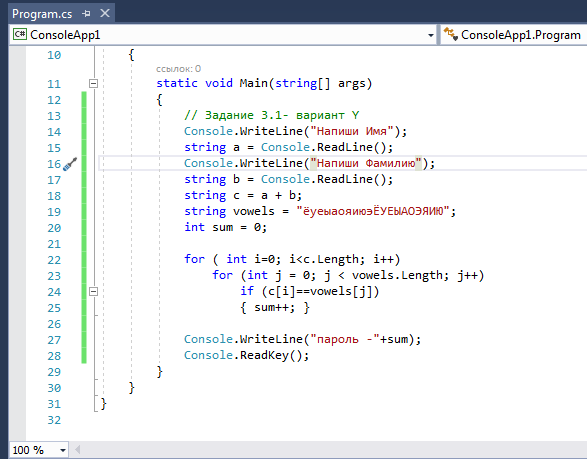 Program.cs
ConsoleApp1 ConsoleApp1.Program
10 {
ссылок: 0
11 static void Main(string[] args)
12 {
13 // Задание 3.1- вариант Y
14 Console.WriteLine("Напиши Имя");
15 string a = Console.ReadLine();
16 Console.WriteLine("Напиши Фамилию");
17 string b = Console.ReadLine();
18 string c = a + b;
19 string vowels = "ёуеыаояиюэЁУЕЫАОЭЯИЮ";
20 int sum = 0;
21
22 for ( int i=0; i<c.Length; i++)
23 for (int j = 0; j < vowels.Length; j++)
24 if (c[i]==vowels[j])
25 { sum++; }
26
27 Console.WriteLine("пароль -"+sum);
28 Console.ReadKey();
29 }
30 }
31 }
32
100 %